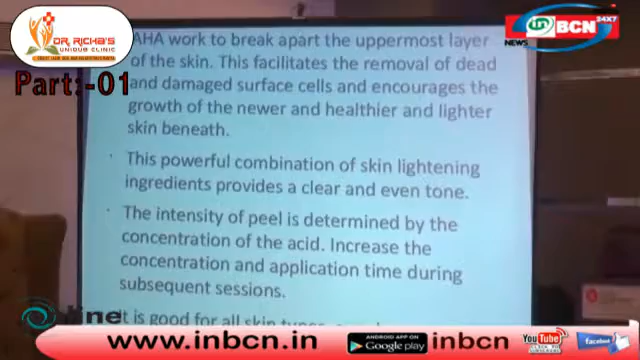 DR. RICHA'S
UNIQUE CLINIC
Part:-01
in BCN 24X7
NEWS
AHA work to break apart the uppermost layer
of the skin. This facilitates the removal of dead
and damaged surface cells and encourages the
growth of the newer and healthier and lighter
skin beneath.
This powerful combination of skin lightening
ingredients provides a clear and even tone.
The intensity of peel is determined by the
concentration of the acid. Increase the
concentration and application time during
subsequent sessions.
It is good for all skin types
line
www.inbcn.in
ANDROID APP ON
Google play
inbcn
YouTube
facebook